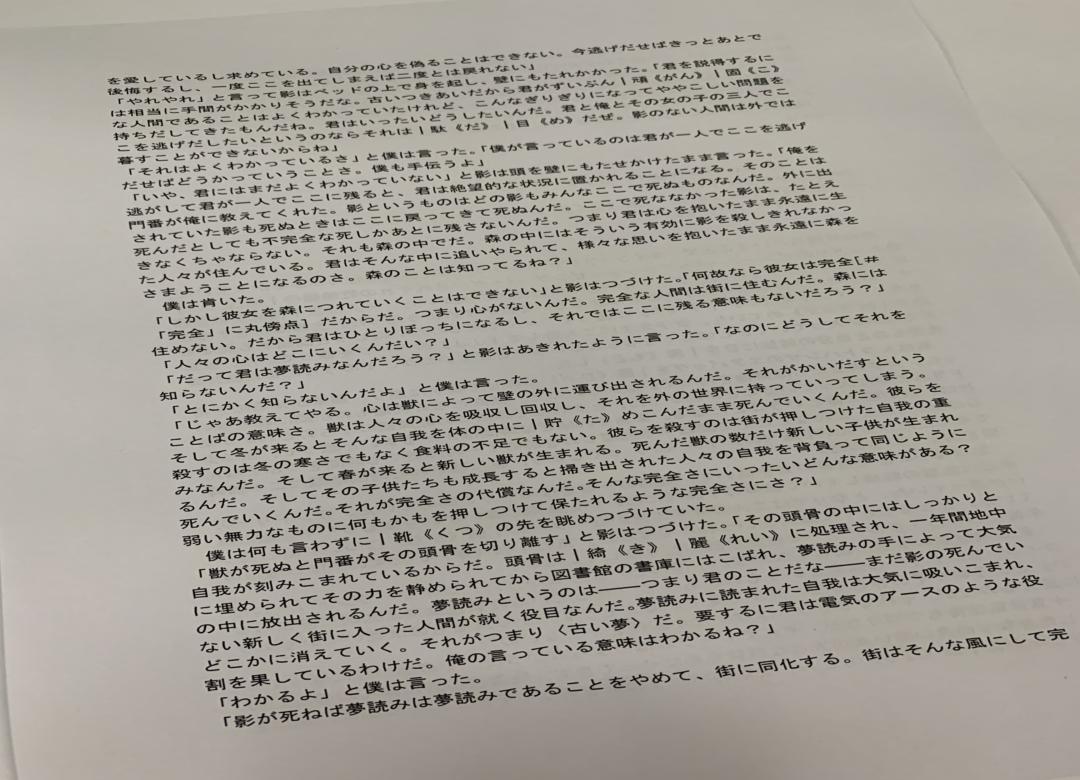 を愛しているし求めている。自分の心を偽ることはできない。今逃げだせばきっとあとで
後悔するし、一度ここを出てしまえば二度とは戻れない」
「やれやれ」と言って影はベッドの上で身を起し、壁にもたれかかった。「君を説得するに
は相当に手間がかかりそうだな。古いつきあいだから君がずいぶん｜頑《がん》｜固《こ》
な人間であることはよくわかっていたけれど、こんなぎりぎりになってややこしい問題を
持ちだしてきたもんだね。君はいったいどうしたいんだ。君と俺とその女の子の三人でこ
こを逃げだしたいというのならそれは｜駄《だ》｜目《め》だぜ。影のない人間は外では
暮すことができないからね」
「それはよくわかっているさ」と僕は言った。「僕が言っているのは君が一人でここを逃げ
だせばどうかっていうことさ。僕も手伝うよ」
「いや、君にはまだよくわかっていない」と影は頭を壁にもたせかけたまま言った。「俺を
逃がして君が一人でここに残ると、君は絶望的な状況に置かれることになる。そのことは
門番が俺に教えてくれた。影というものはどの影もみんなここで死ぬものなんだ。外に出
されていた影も死ぬときはここに戻ってきて死ぬんだ。ここで死ななかった影は、たとえ
死んだとしても不完全な死しかあとに残さないんだ。つまり君は心を抱いたまま永遠に生
きなくちゃならない。それも森の中でだ。森の中にはそういう有効に影を殺しきれなかっ
た人々が住んでいる。君はそんな中に追いやられて、様々な思いを抱いたまま永遠に森を
さまようことになるのさ。森のことは知ってるね？」
　僕は肯いた。
「しかし彼女を森につれていくことはできない」と影はつづけた。「何故なら彼女は完全［＃
「完全」に丸傍点］だからだ。つまり心がないんだ。完全な人間は街に住むんだ。森には
住めない。だから君はひとりぼっちになるし、それではここに残る意味もないだろう？」
「人々の心はどこにいくんだい？」
「だって君は夢読みなんだろう？」と影はあきれたように言った。「なのにどうしてそれを
知らないんだ？」
「とにかく知らないんだよ」と僕は言った。
「じゃあ教えてやる。心は獣によって壁の外に運び出されるんだ。それがかいだすという
ことばの意味さ。獣は人々の心を吸収し回収し、それを外の世界に持っていってしまう。
そして冬が来るとそんな自我を体の中に｜貯《た》めこんだまま死んでいくんだ。彼らを
殺すのは冬の寒さでもなく食料の不足でもない。彼らを殺すのは街が押しつけた自我の重
みなんだ。そして春が来ると新しい獣が生まれる。死んだ獣の数だけ新しい子供が生まれ
るんだ。そしてその子供たちも成長すると掃き出された人々の自我を背負って同じように
死んでいくんだ。それが完全さの代償なんだ。そんな完全さにいったいどんな意味がある？
弱い無力なものに何もかもを押しつけて保たれるような完全さにさ？」
　僕は何も言わずに｜靴《くつ》の先を眺めつづけていた。
「獣が死ぬと門番がその頭骨を切り離す」と影はつづけた。「その頭骨の中にはしっかりと
自我が刻みこまれているからだ。頭骨は｜綺《き》｜麗《れい》に処理され、一年間地中
に埋められてその力を静められてから図書館の書庫にはこばれ、夢読みの手によって大気
の中に放出されるんだ。夢読みというのは――つまり君のことだな――まだ影の死んでい
ない新しく街に入った人間が就く役目なんだ。夢読みに読まれた自我は大気に吸いこまれ、
どこかに消えていく。それがつまり〈古い夢〉だ。要するに君は電気のアースのような役
割を果しているわけだ。俺の言っている意味はわかるね？」
「わかるよ」と僕は言った。
「影が死ねば夢読みは夢読みであることをやめて、街に同化する。街はそんな風にして完